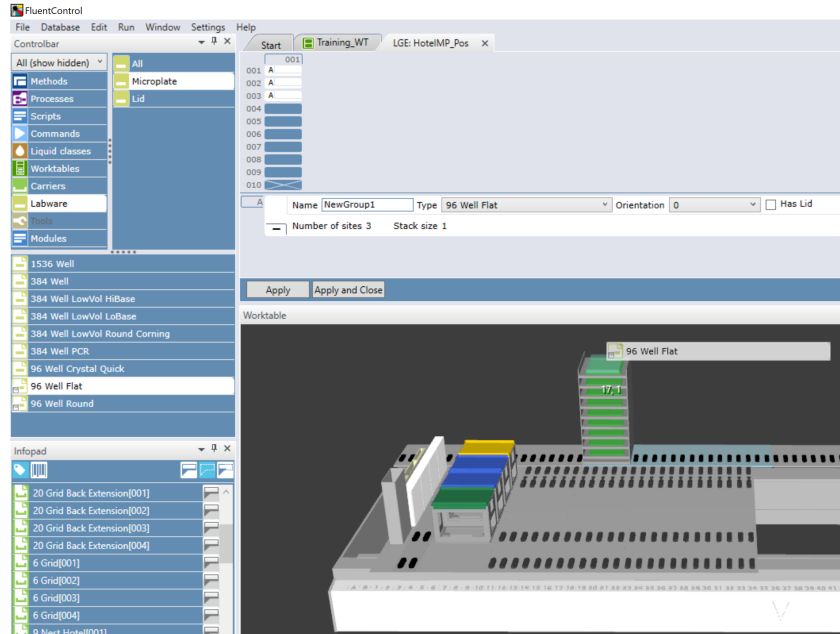 FluentControl
File Database Edit Run Window Settings Help
Controlbar
Start Training_WT LGE: HotelMP_Pos
All (show hidden)
Methods
Processes
Scripts
Commands
Liquid classes
Worktables
Carriers
Labware
Tools
Modules
All
Microplate
Lid
001
001 A
002 A
003 A
004
005
006
007
008
009
010
A
Name NewGroup1 Type 96 Well Flat Orientation 0 Has Lid
Number of sites 3 Stack size 1
Apply Apply and Close
1536 Well
384 Well
384 Well LowVol HiBase
384 Well LowVol LoBase
384 Well LowVol Round Corning
384 Well PCR
96 Well Crystal Quick
96 Well Flat
96 Well Round
Worktable
96 Well Flat
17, 1
Infopad
20 Grid Back Extension[001]
20 Grid Back Extension[002]
20 Grid Back Extension[003]
20 Grid Back Extension[004]
6 Grid[001]
6 Grid[002]
6 Grid[003]
6 Grid[004]
9 Nest Hotel[001]